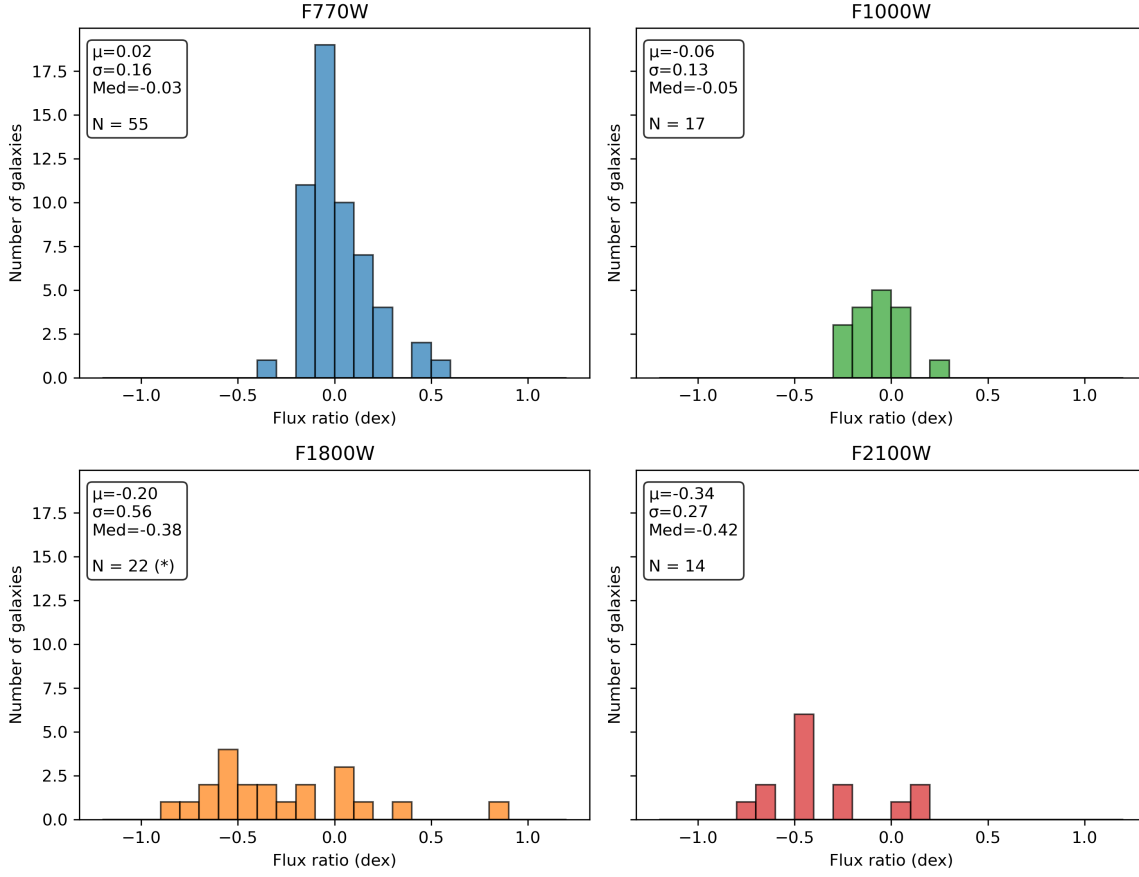 F770W
μ=0.02
σ=0.16
Med=-0.03
N = 55
17.5
15.0
12.5
10.0
7.5
5.0
2.5
0.0
Number of galaxies
−1.0 −0.5 0.0 0.5 1.0
Flux ratio (dex)
F1000W
μ=-0.06
σ=0.13
Med=-0.05
N = 17
Number of galaxies
−1.0 −0.5 0.0 0.5 1.0
Flux ratio (dex)
F1800W
μ=-0.20
σ=0.56
Med=-0.38
N = 22 (*)
17.5
15.0
12.5
10.0
7.5
5.0
2.5
0.0
Number of galaxies
−1.0 −0.5 0.0 0.5 1.0
Flux ratio (dex)
F2100W
μ=-0.34
σ=0.27
Med=-0.42
N = 14
Number of galaxies
−1.0 −0.5 0.0 0.5 1.0
Flux ratio (dex)